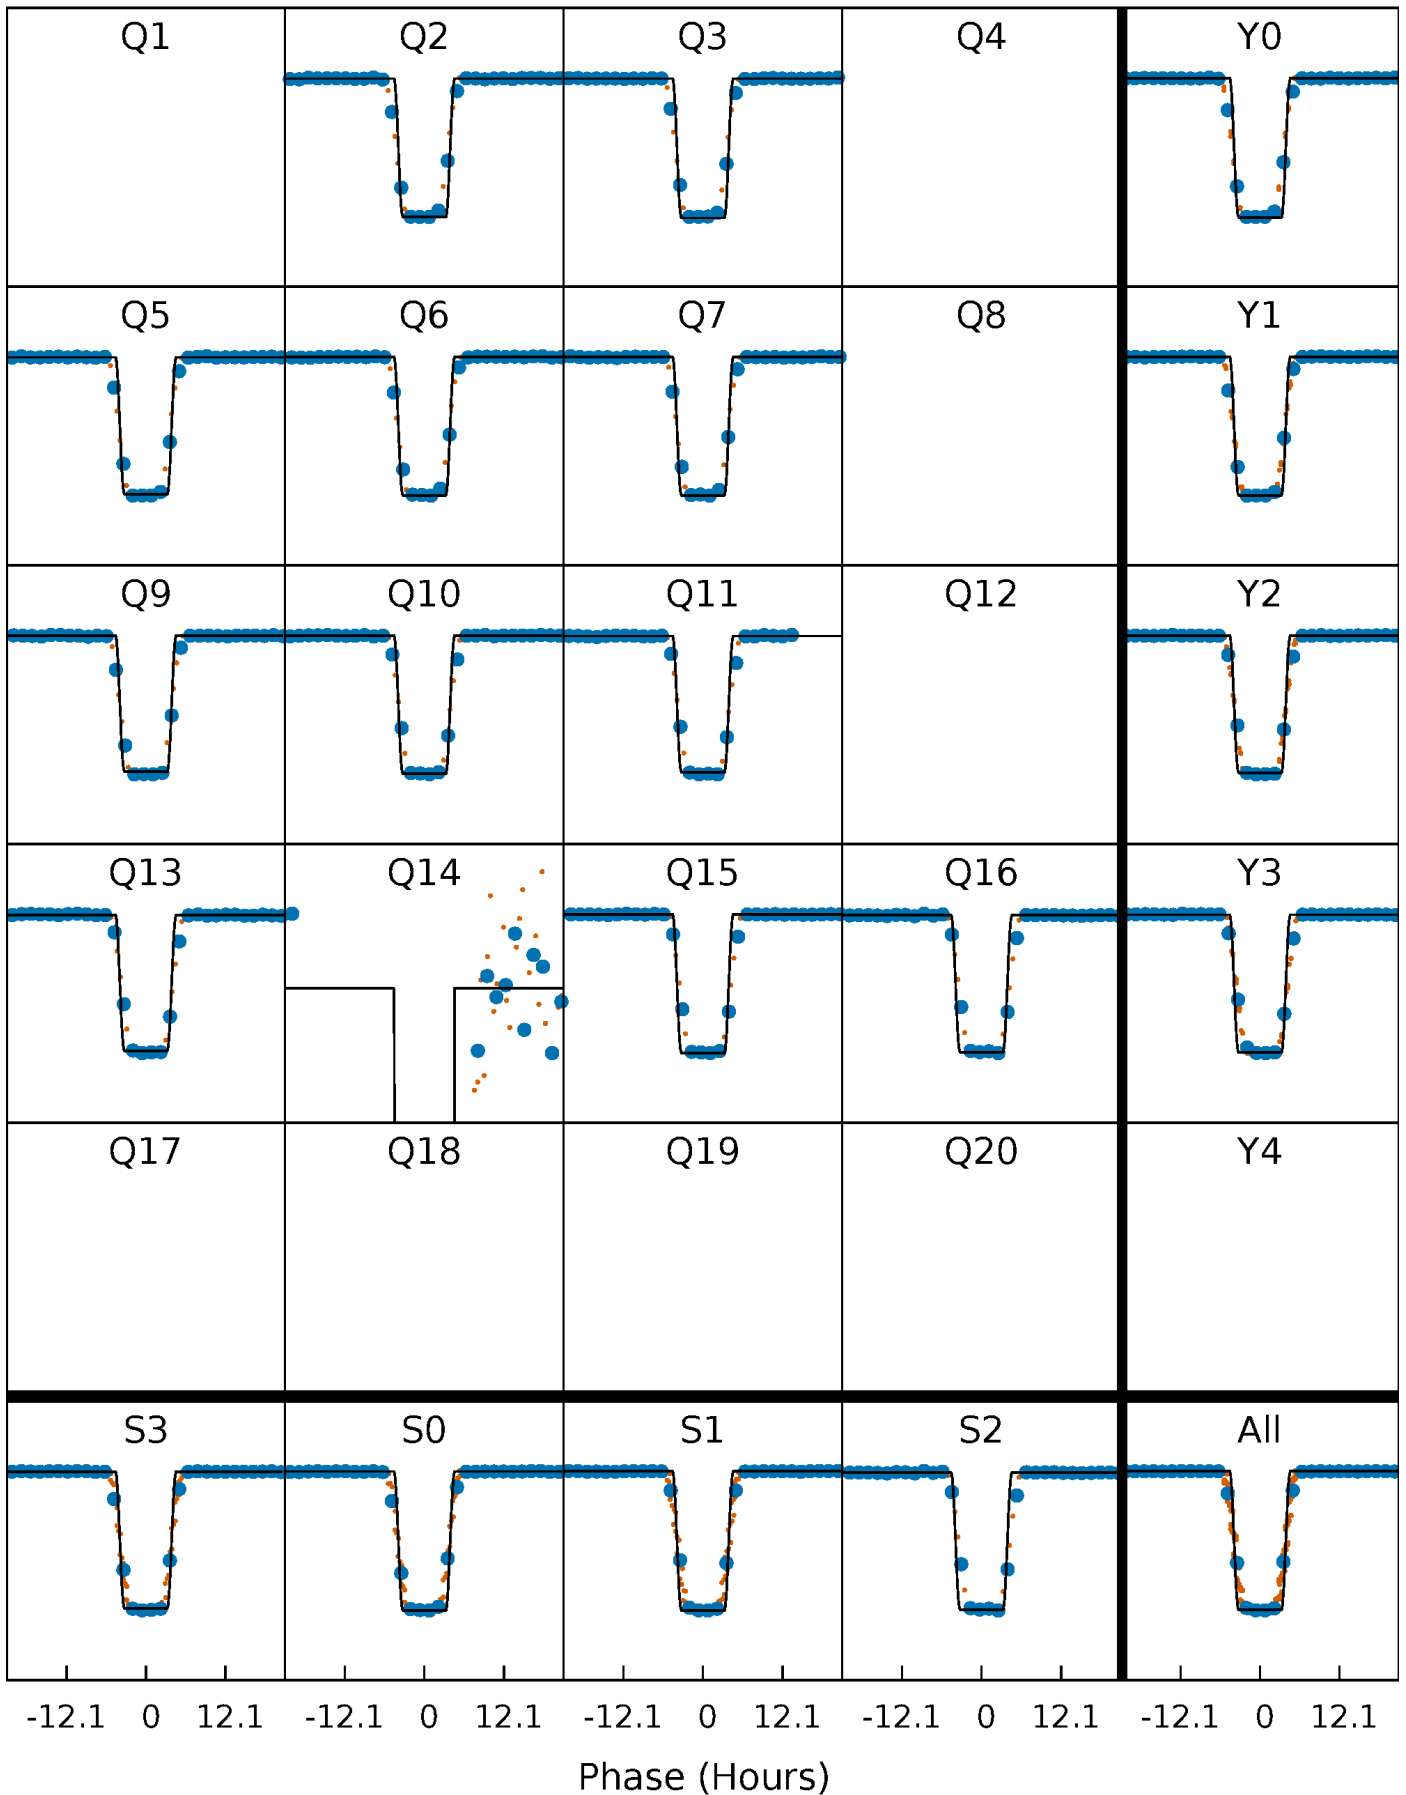 Q1 Q2 Q3 Q4 Y0
Q5 Q6 Q7 Q8 Y1
Q9 Q10 Q11 Q12 Y2
Q13 Q14 Q15 Q16 Y3
Q17 Q18 Q19 Q20 Y4
S3 S0 S1 S2 All
-12.1 0 12.1 -12.1 0 12.1 -12.1 0 12.1 -12.1 0 12.1 -12.1 0 12.1
Phase (Hours)